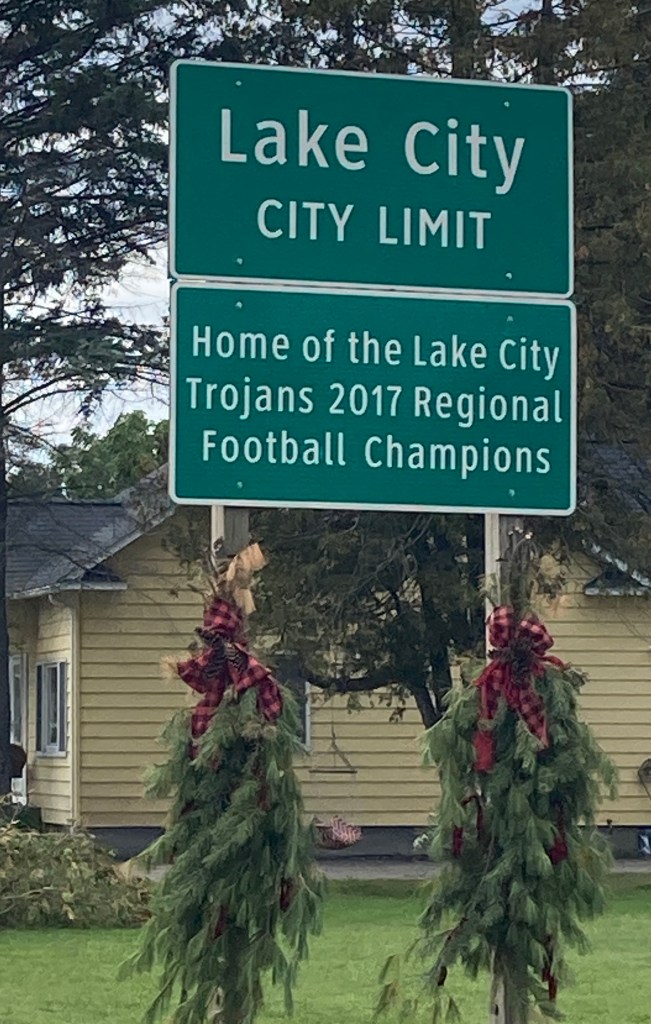 Lake City
CITY LIMIT
Home of the Lake City
Trojans 2017 Regional
Football Champions